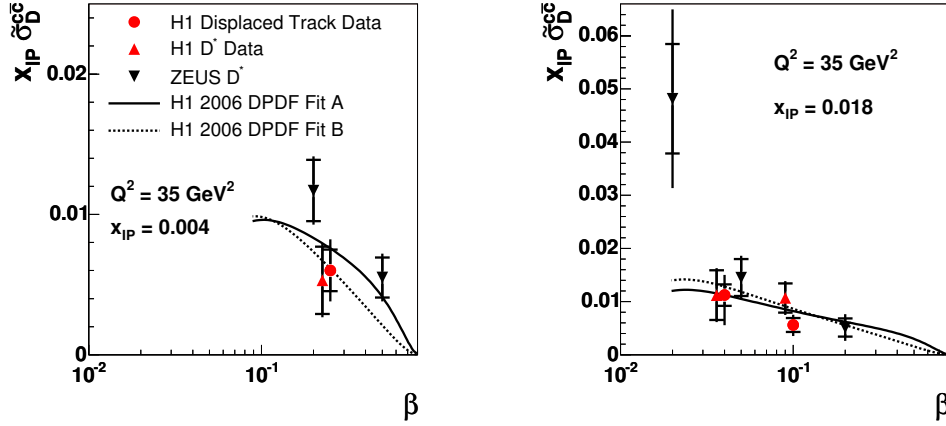 x_IP σ̃_D^cc̄
0.02
0.01
0
H1 Displaced Track Data
H1 D* Data
ZEUS D*
H1 2006 DPDF Fit A
H1 2006 DPDF Fit B
Q² = 35 GeV²
x_IP = 0.004
10⁻² 10⁻¹
β
x_IP σ̃_D^cc̄
0.06
0.05
0.04
0.03
0.02
0.01
0
Q² = 35 GeV²
x_IP = 0.018
10⁻² 10⁻¹
β